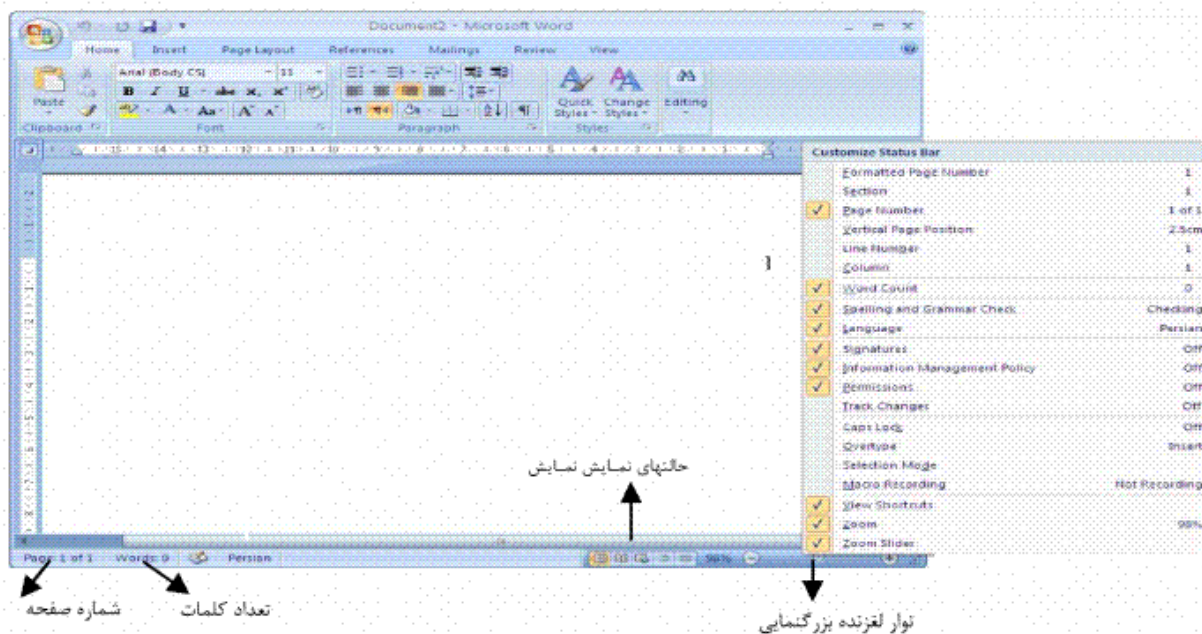 Document2 - Microsoft Word
Home Insert Page Layout References Mailings Review View
Arial (Body CS) 11
Paste
B I U abc x, x'
Aa A A
Quick Styles
Change Styles
Editing
Clipboard Font Paragraph Styles
Customize Status Bar
Formatted Page Number 1
Section 1
Page Number 1 of 1
Vertical Page Position 2.5cm
Line Number 1
Column 1
Word Count 0
Spelling and Grammar Check Checking
Language Persian
Signatures Off
Information Management Policy Off
Permissions Off
Track Changes Off
Caps Lock Off
Overtype Insert
Selection Mode
Macro Recording Not Recording
View Shortcuts
Zoom 98%
Zoom Slider
حالتهای نمایش نمایش
Page: 1 of 1 Words: 0 Persian 98%
شماره صفحه
تعداد کلمات
نوار لغزنده بزرگنمایی